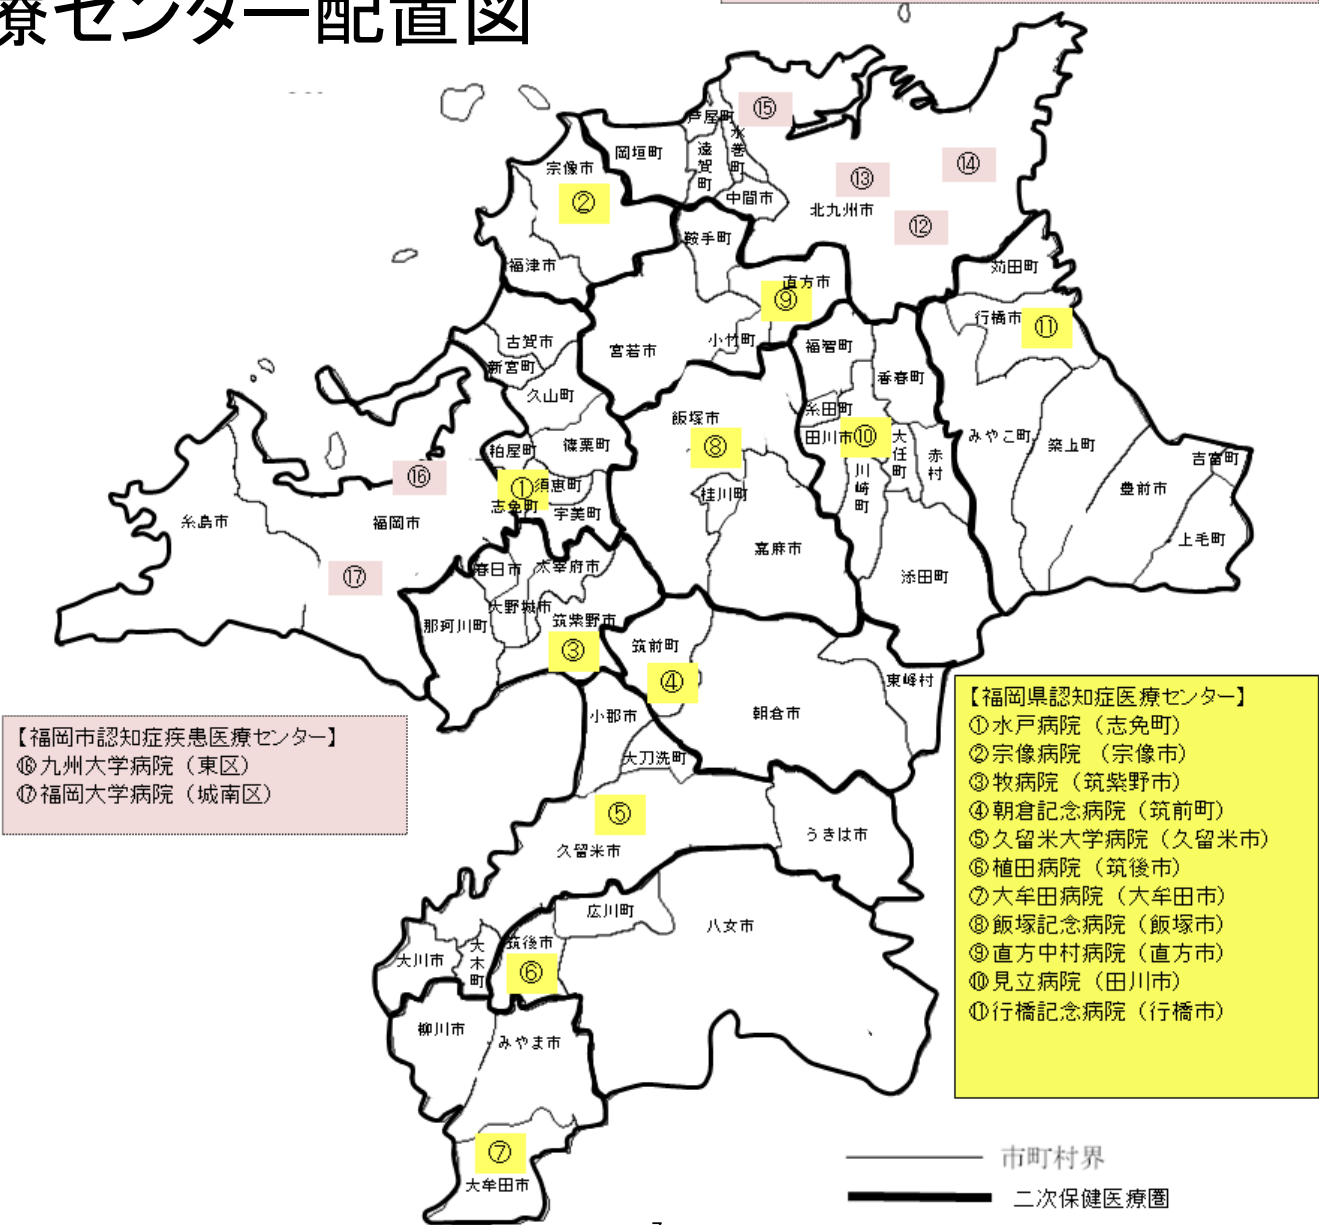 療センター配置図
⑮
芦屋町
水巻町
岡垣町
遠賀町
宗像市
⑭
⑬
②
中間市
北九州市
⑫
鞍手町
福津市
苅田町
直方市
⑨
行橋市
⑪
古賀市
宮若市
小竹町
福智町
新宮町
香春町
久山町
飯塚市
糸田町
⑧
田川市
⑩
大任町
みやこ町
築上町
粕屋町
篠栗町
赤村
吉富町
⑯
①
須恵町
川崎町
桂川町
豊前市
志免町
宇美町
糸島市
福岡市
上毛町
嘉麻市
春日市
太宰府市
⑰
添田町
大野城市
那珂川町
筑紫野市
③
筑前町
④
東峰村
朝倉市
小郡市
大刀洗町
⑤
うきは市
久留米市
広川町
八女市
大川市
大木町
筑後市
⑥
柳川市
みやま市
⑦
大牟田市
【福岡市認知症疾患医療センター】
⑯九州大学病院（東区）
⑰福岡大学病院（城南区）
【福岡県認知症医療センター】
①水戸病院（志免町）
②宗像病院　（宗像市）
③牧病院（筑紫野市）
④朝倉記念病院（筑前町）
⑤久留米大学病院（久留米市）
⑥植田病院（筑後市）
⑦大牟田病院（大牟田市）
⑧飯塚記念病院（飯塚市）
⑨直方中村病院（直方市）
⑩見立病院（田川市）
⑪行橋記念病院（行橋市）
市町村界
二次保健医療圏